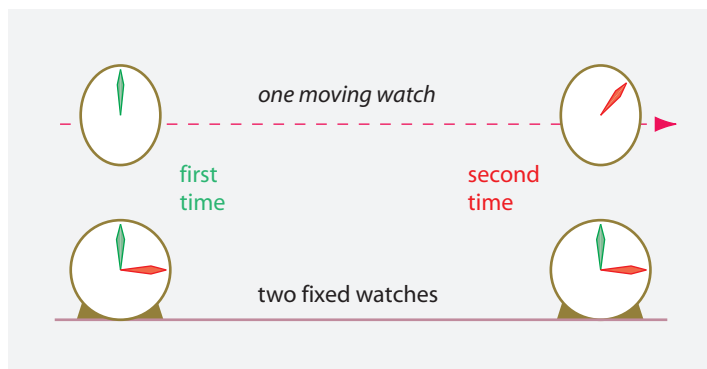 one moving watch
first
time
second
time
two fixed watches